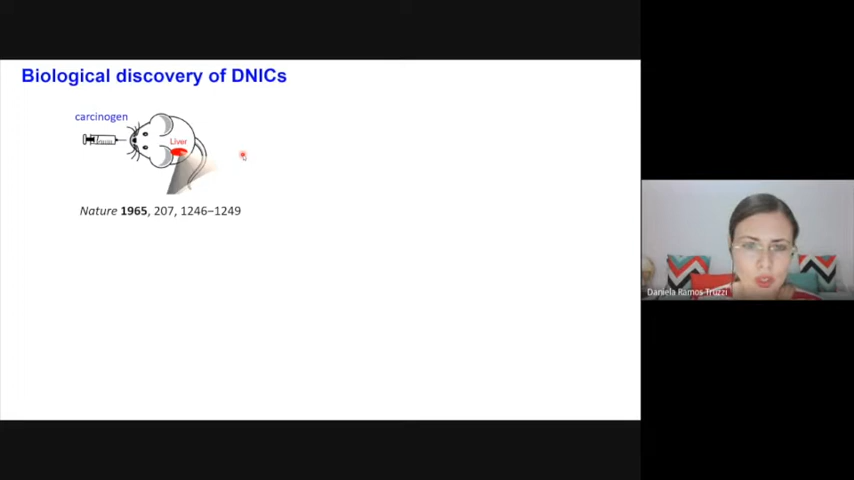 Biological discovery of DNICs
carcinogen
Liver
Nature 1965, 207, 1246–1249
Daniela Ramos Truzzi